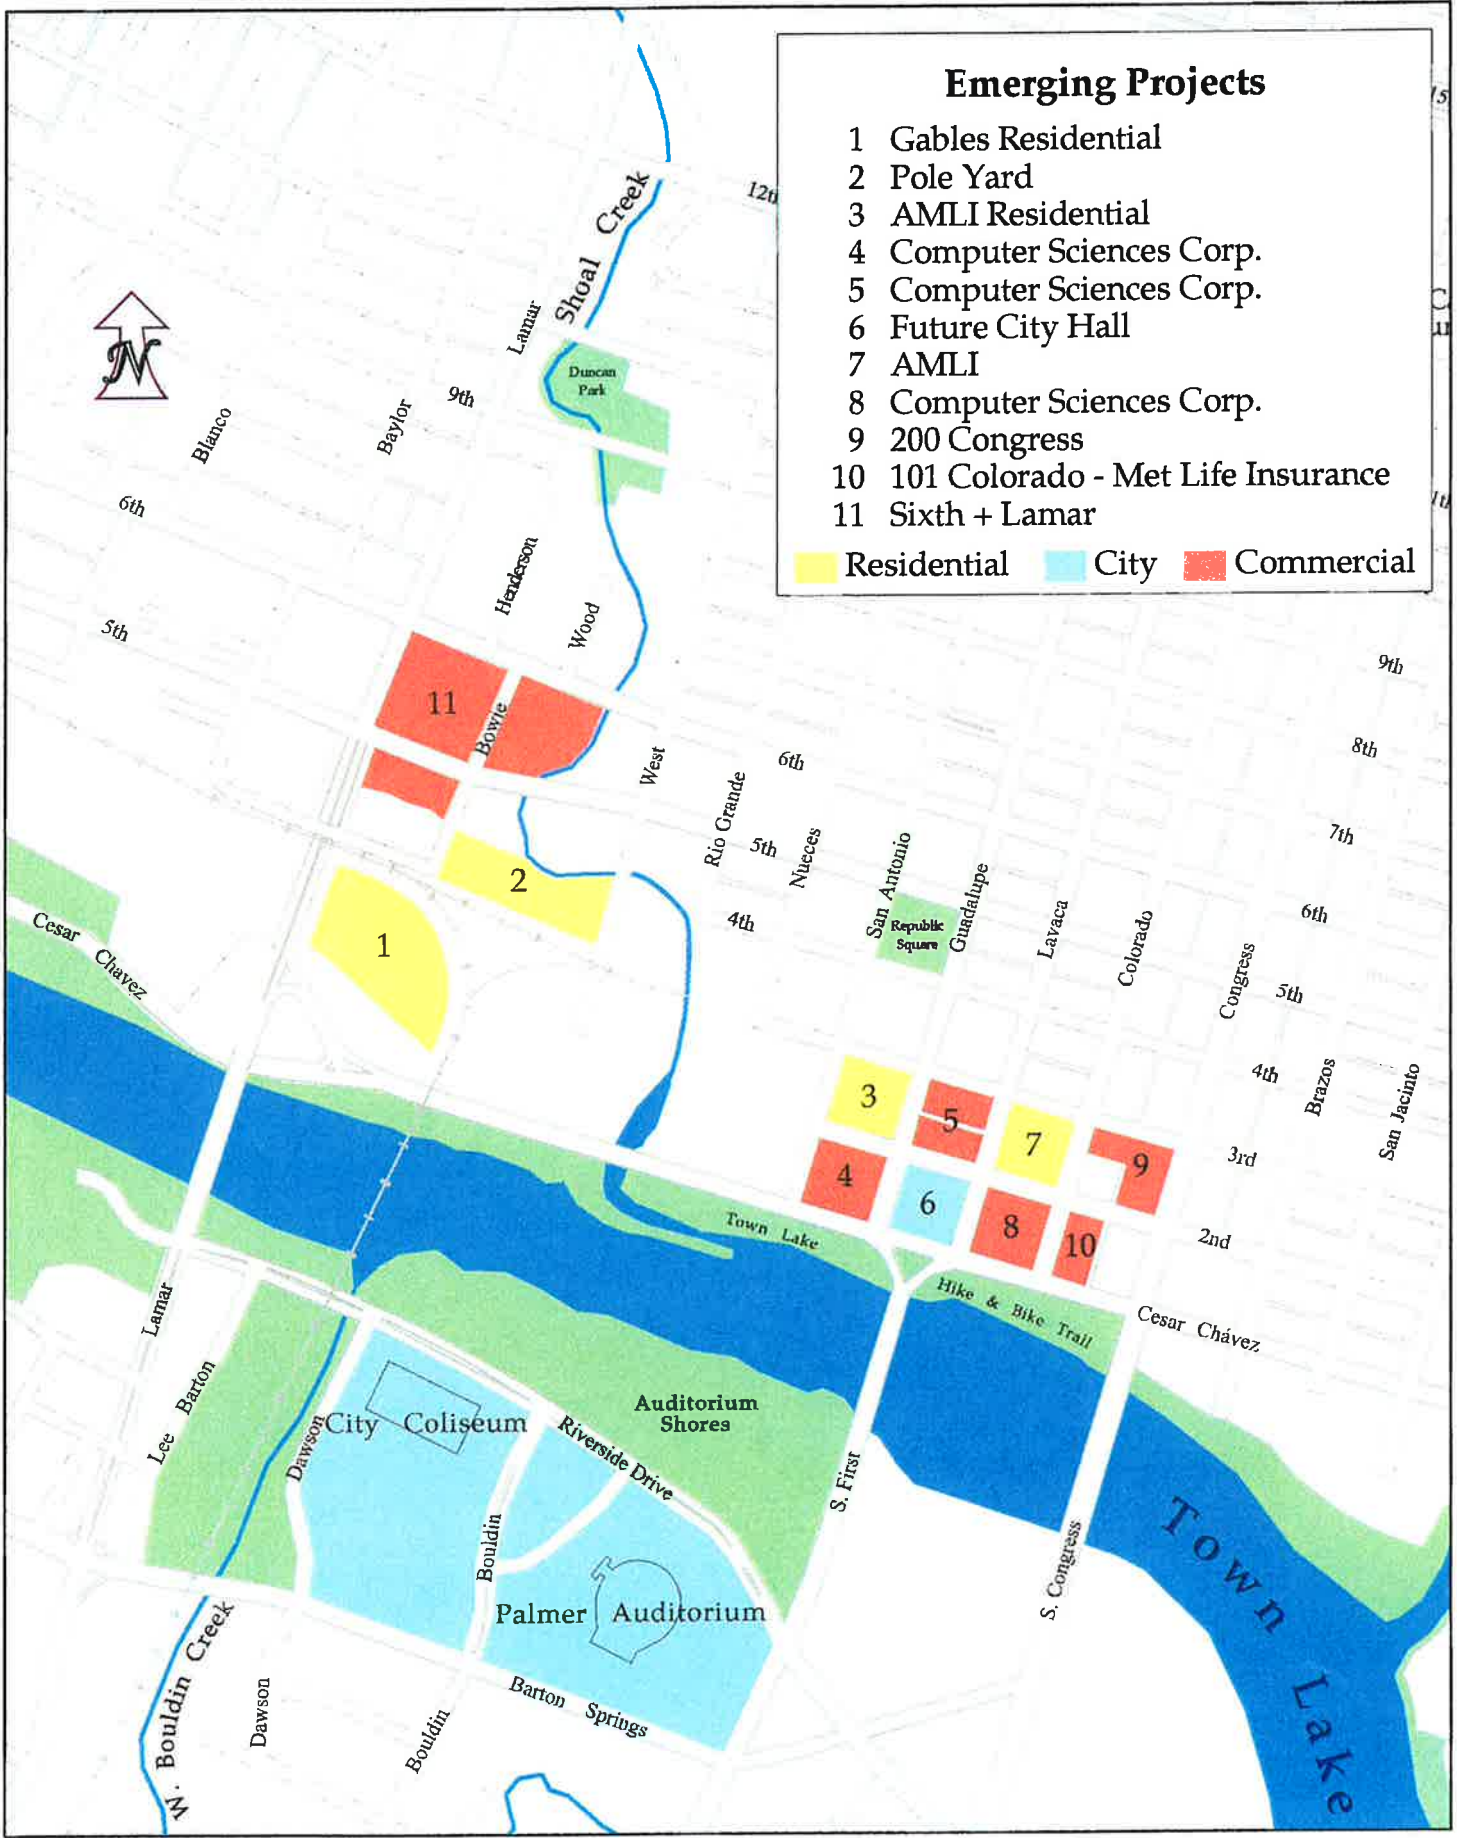 Emerging Projects
1 Gables Residential
2 Pole Yard
3 AMLI Residential
4 Computer Sciences Corp.
5 Computer Sciences Corp.
6 Future City Hall
7 AMLI
8 Computer Sciences Corp.
9 200 Congress
10 101 Colorado - Met Life Insurance
11 Sixth + Lamar
Residential City Commercial
12th
Shoal Creek
Lamar
N
Duncan
Park
9th
Blanco
Baylor
6th
Henderson
Wood
5th
9th
11
Bowie
West
6th
8th
Rio Grande
5th
Nueces
7th
San Antonio
Guadalupe
Republic
Square
2
4th
Lavaca
Colorado
6th
Cesar Chavez
1
Congress
5th
3
5
7
4th
Brazos
San Jacinto
9
3rd
4
6
8
10
2nd
Town Lake
Hike & Bike Trail
Cesar Chávez
Lamar
Lee Barton
Dawson
City Coliseum
Auditorium
Shores
Riverside Drive
S. First
Bouldin
S. Congress
Town Lake
Palmer Auditorium
W. Bouldin Creek
Dawson
Bouldin
Barton Springs